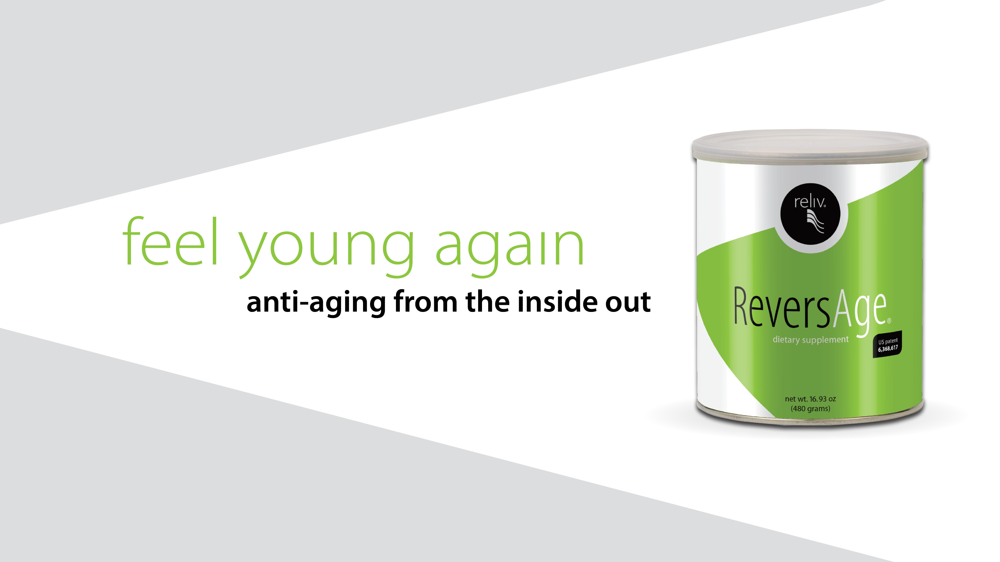 feel young again
anti-aging from the inside out
reliv®
ReversAge®
dietary supplement
US patent
6,368,617
net wt. 16.93 oz
(480 grams)